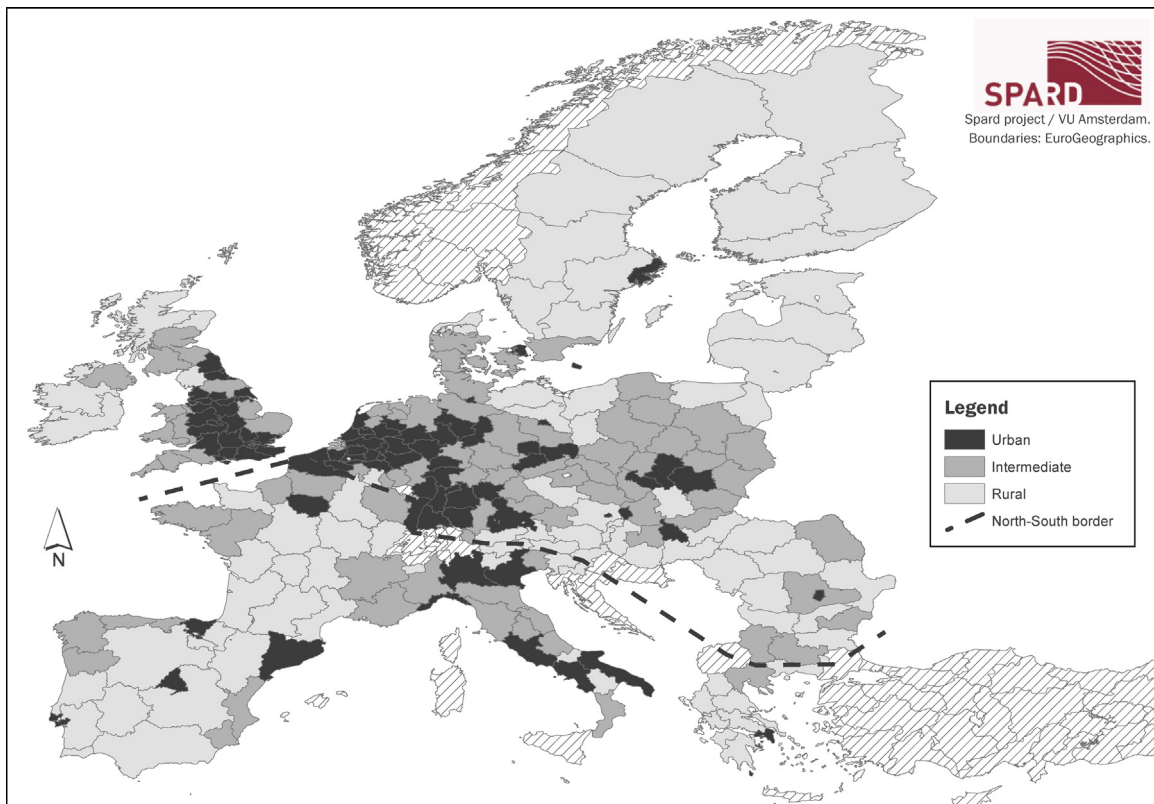 SPARD
Spard project / VU Amsterdam.
Boundaries: EuroGeographics.
Legend
Urban
Intermediate
Rural
North-South border
N